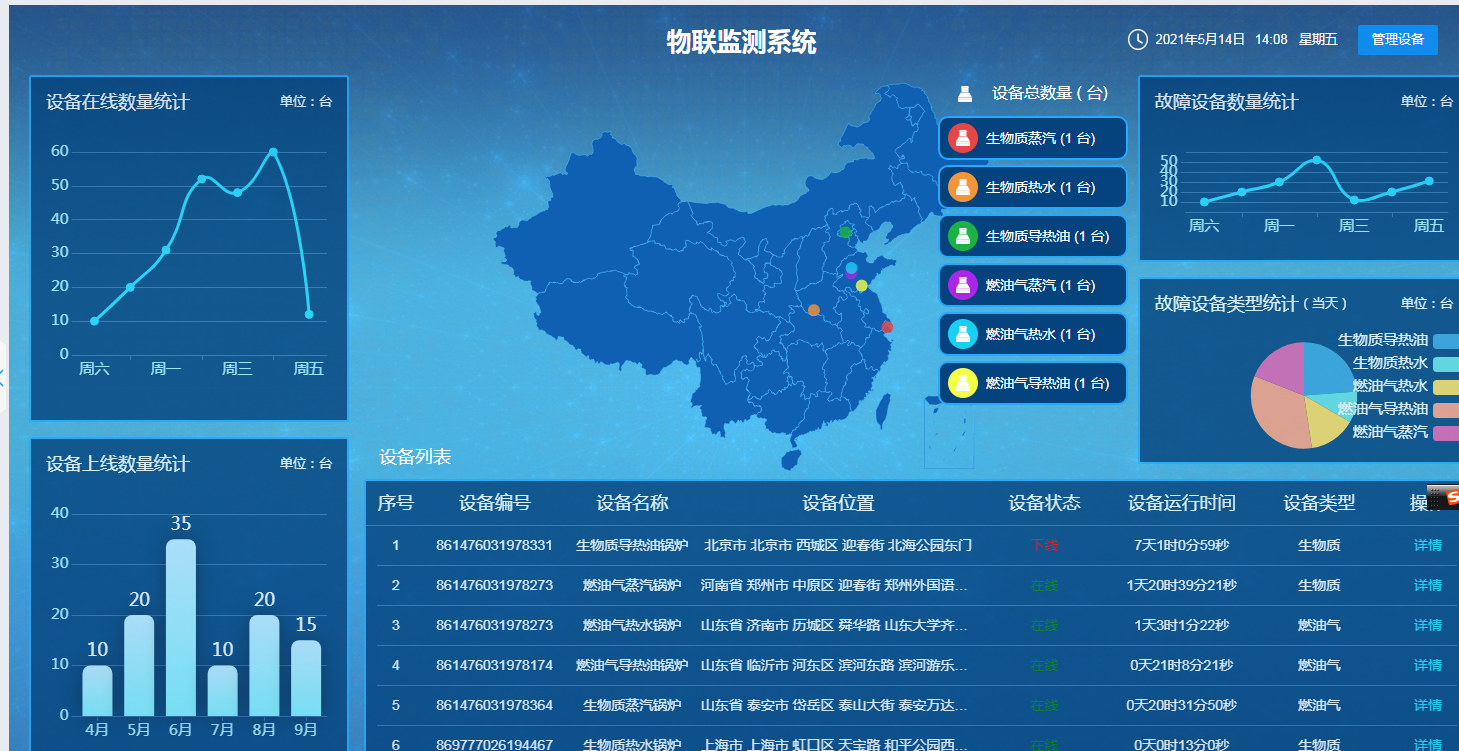 物联监测系统
2021年5月14日 14:08 星期五
管理设备
设备在线数量统计 单位：台
60
50
40
30
20
10
0
周六 周一 周三 周五
设备上线数量统计 单位：台
40
30
20
10
0
10 20 35 10 20 15
4月 5月 6月 7月 8月 9月
设备总数量 ( 台)
生物质蒸汽 (1 台)
生物质热水 (1 台)
生物质导热油 (1 台)
燃油气蒸汽 (1 台)
燃油气热水 (1 台)
燃油气导热油 (1 台)
故障设备数量统计 单位：台
50
40
30
20
10
周六 周一 周三 周五
故障设备类型统计 ( 当天 ) 单位：台
生物质导热油
生物质热水
燃油气热水
燃油气导热油
燃油气蒸汽
设备列表
序号 设备编号 设备名称 设备位置 设备状态 设备运行时间 设备类型 操
1 861476031978331 生物质导热油锅炉 北京市 北京市 西城区 迎春街 北海公园东门 下线 7天1时0分59秒 生物质 详情
2 861476031978273 燃油气蒸汽锅炉 河南省 郑州市 中原区 迎春街 郑州外国语... 在线 1天20时39分21秒 生物质 详情
3 861476031978273 燃油气热水锅炉 山东省 济南市 历城区 舜华路 山东大学齐... 在线 1天3时1分22秒 燃油气 详情
4 861476031978174 燃油气导热油锅炉 山东省 临沂市 河东区 滨河东路 滨河游乐... 在线 0天21时8分21秒 燃油气 详情
5 861476031978364 生物质蒸汽锅炉 山东省 泰安市 岱岳区 泰山大街 泰安万达... 在线 0天20时31分50秒 燃油气 详情
6 869777026194467 生物质热水锅炉 上海市 上海市 虹口区 天宝路 和平公园西... 在线 0天0时13分0秒 生物质 详情